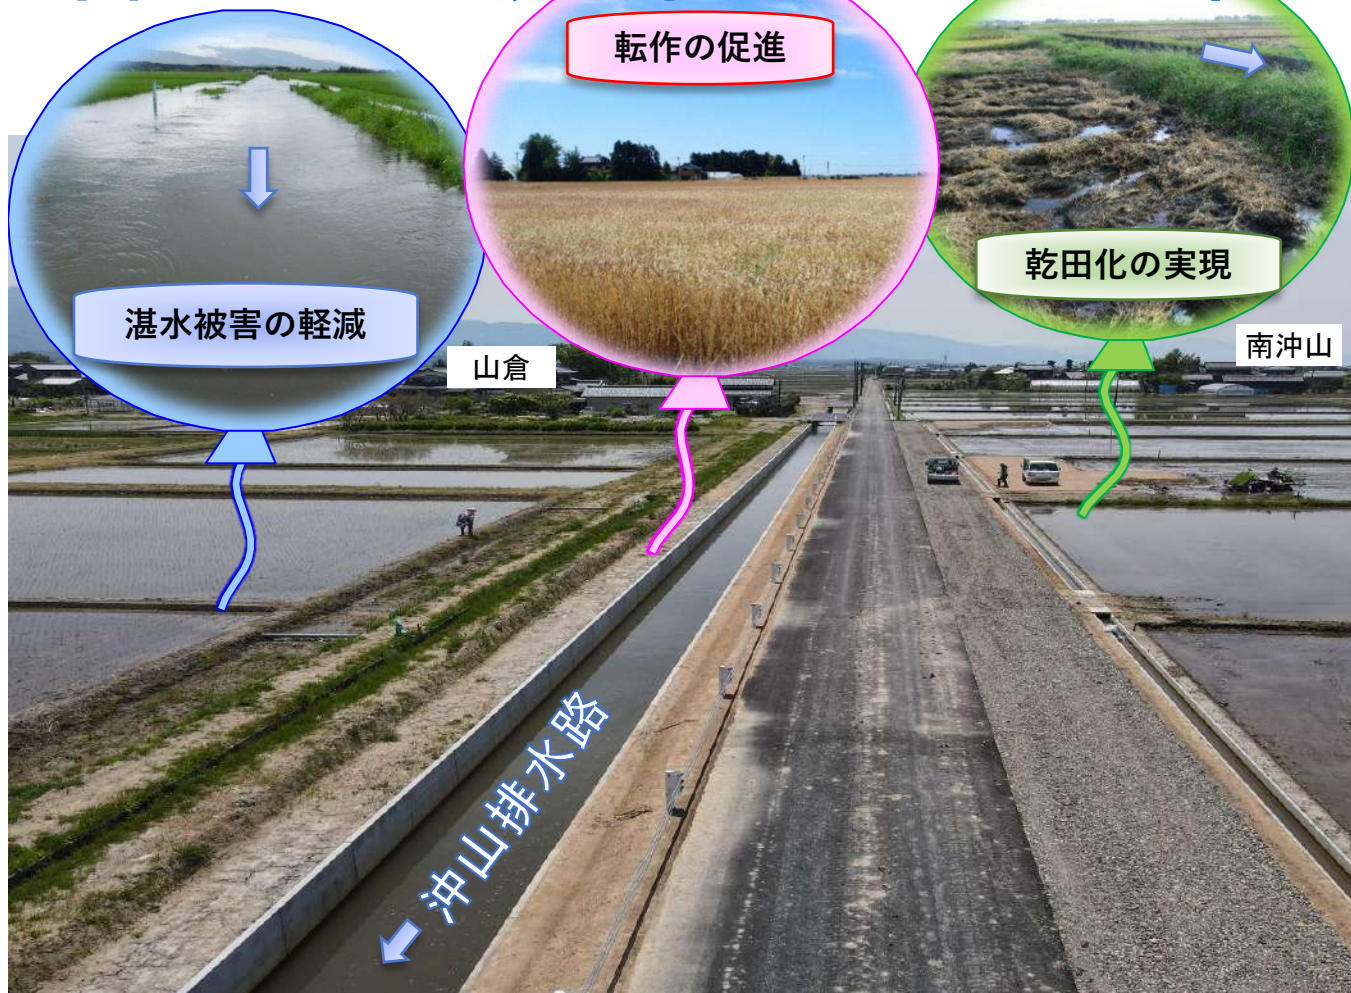 転作の促進
乾田化の実現
湛水被害の軽減
山倉
南沖山
沖山排水路